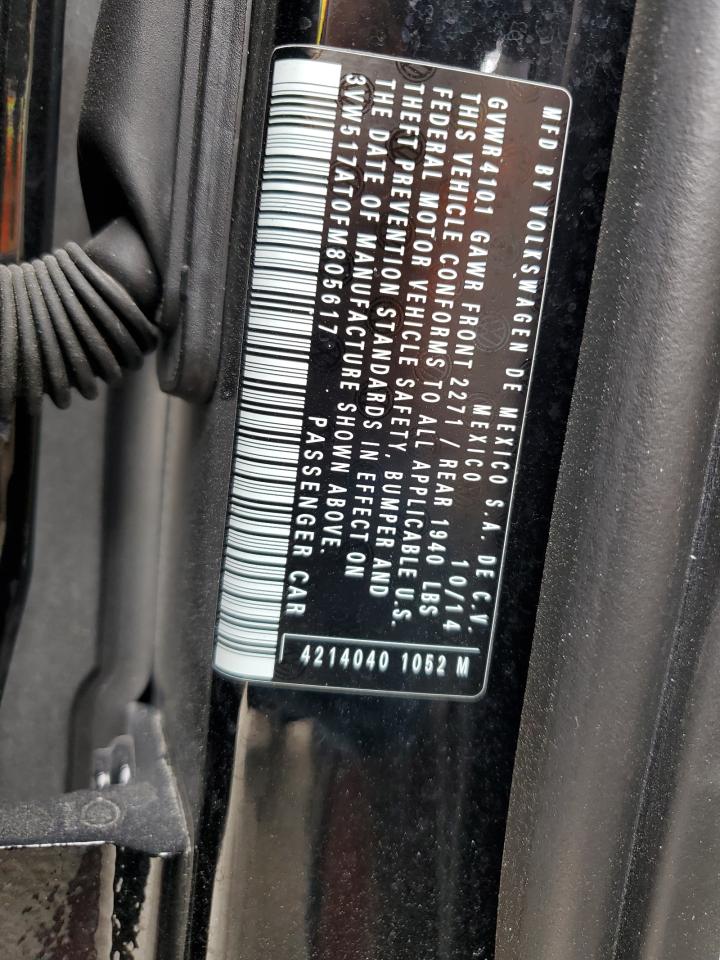 MFD BY VOLKSWAGEN DE MEXICO S.A. DE C.V.
MEXICO 10/14
GVWR 4101 GAWR FRONT 2271 / REAR 1940 LBS
THIS VEHICLE CONFORMS TO ALL APPLICABLE U.S.
FEDERAL MOTOR VEHICLE SAFETY, BUMPER AND
THEFT PREVENTION STANDARDS IN EFFECT ON
THE DATE OF MANUFACTURE SHOWN ABOVE.
3VW517AT0FM805617 PASSENGER CAR
4214040 1052 M